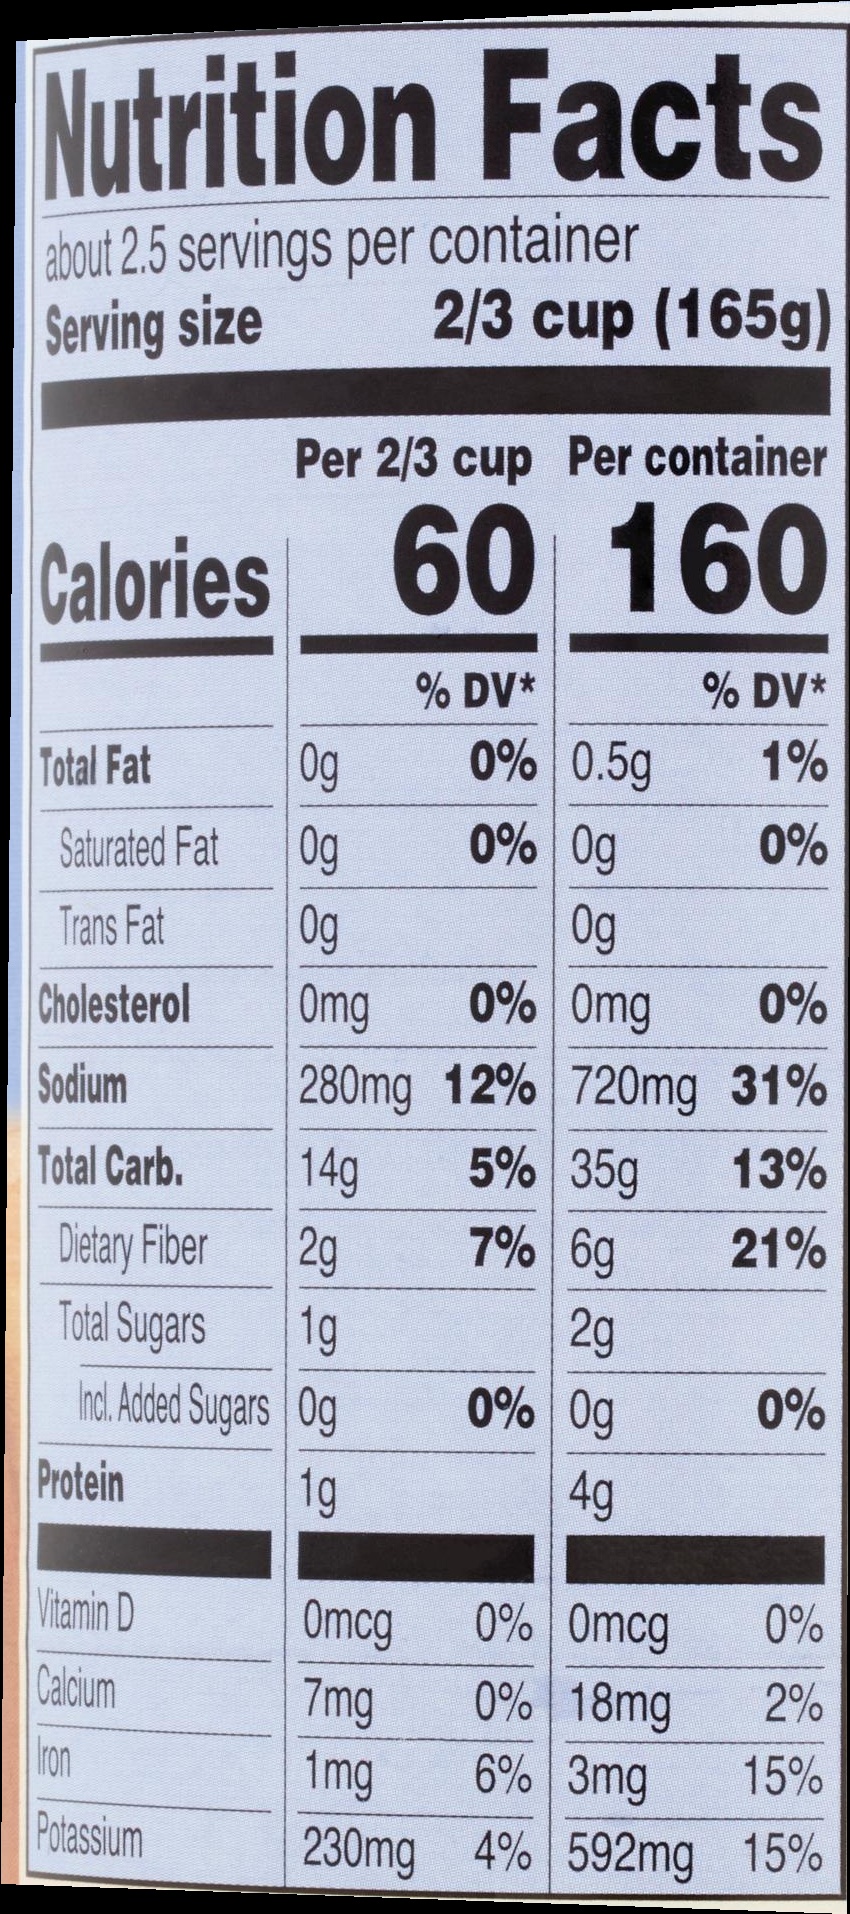 Nutrition Facts
about 2.5 servings per container
Serving size 2/3 cup (165g)
Per 2/3 cup Per container
Calories 60 160
% DV* % DV*
Total Fat 0g 0% 0.5g 1%
Saturated Fat 0g 0% 0g 0%
Trans Fat 0g 0g
Cholesterol 0mg 0% 0mg 0%
Sodium 280mg 12% 720mg 31%
Total Carb. 14g 5% 35g 13%
Dietary Fiber 2g 7% 6g 21%
Total Sugars 1g 2g
Incl. Added Sugars 0g 0% 0g 0%
Protein 1g 4g
Vitamin D 0mcg 0% 0mcg 0%
Calcium 7mg 0% 18mg 2%
Iron 1mg 6% 3mg 15%
Potassium 230mg 4% 592mg 15%